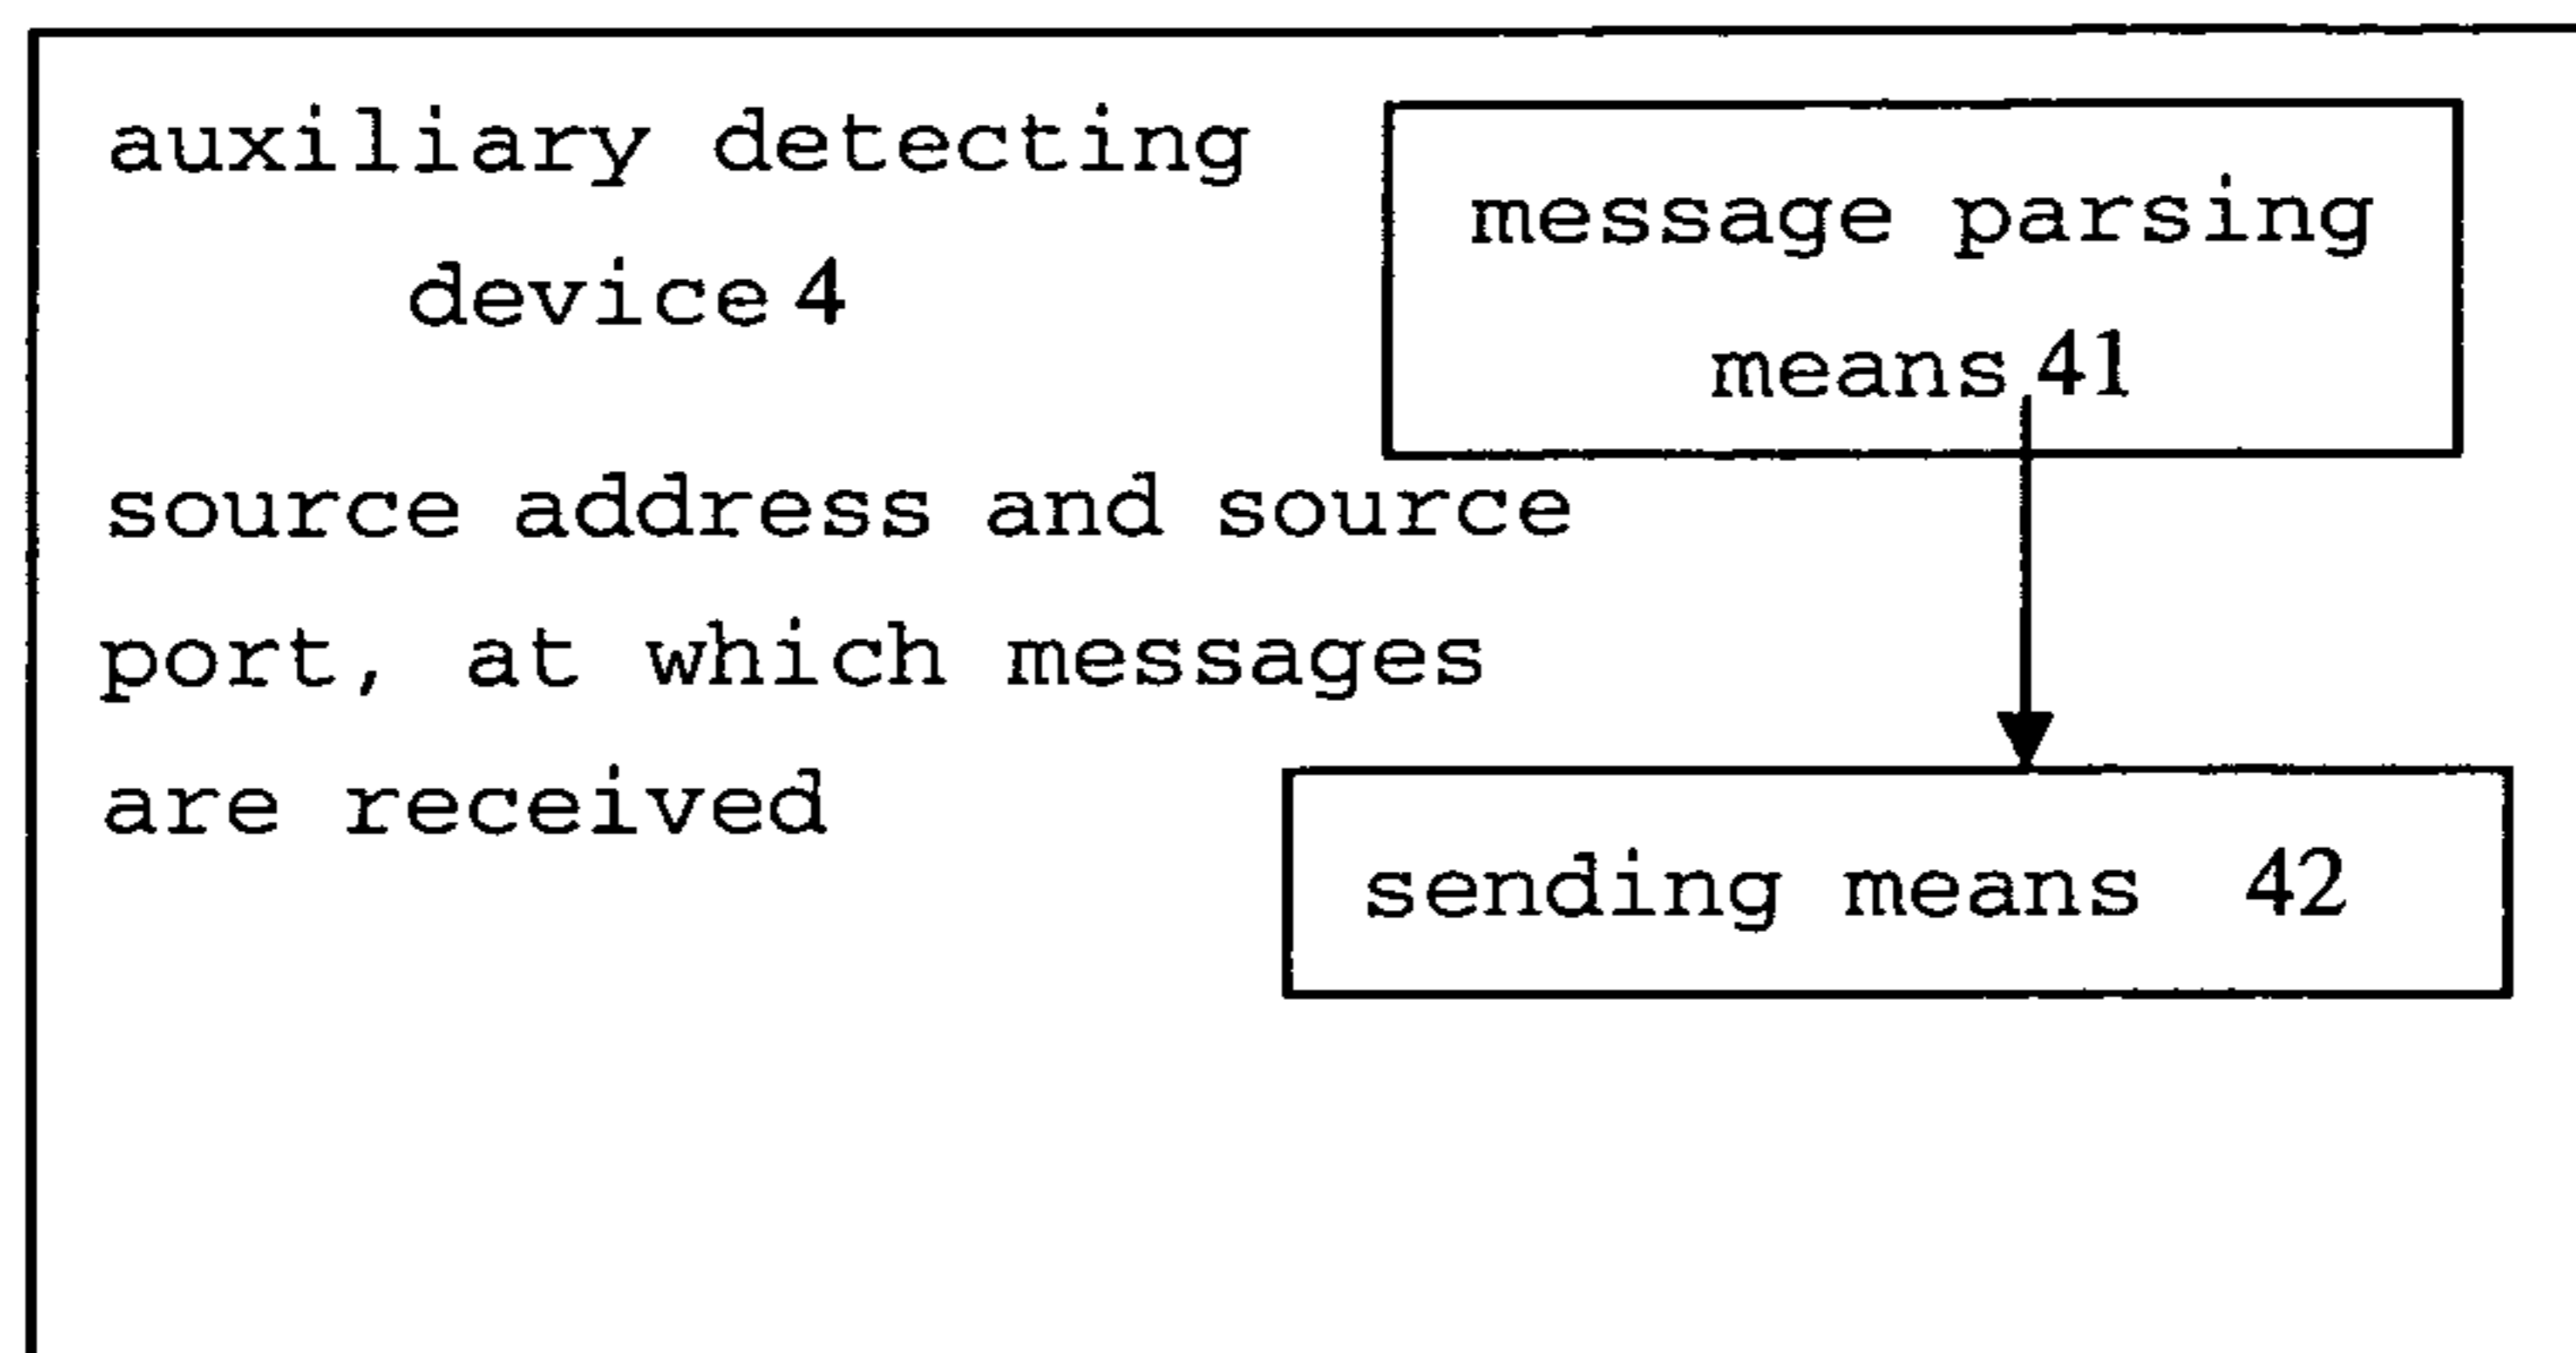 auxiliary detecting
device 4
message parsing
means 41
source address and source
port, at which messages
are received
sending means 42